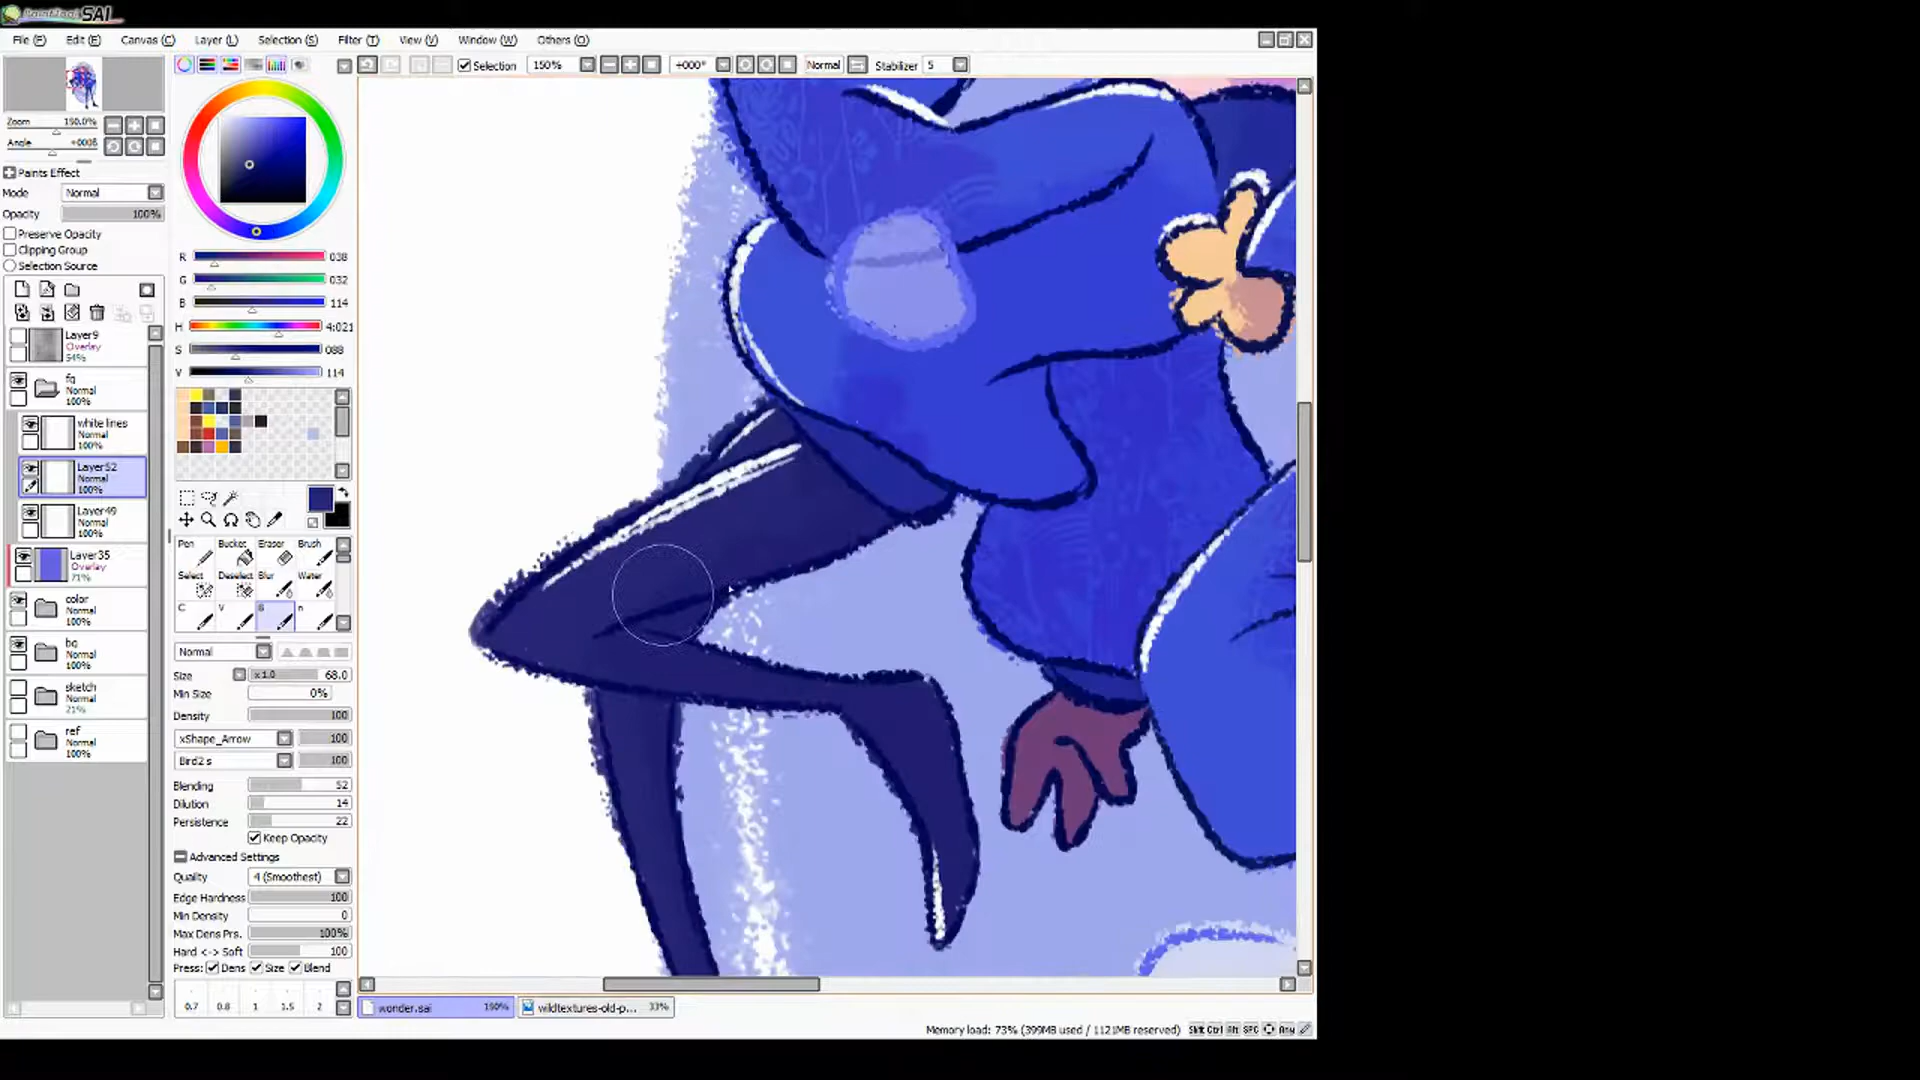 PaintTool SAI
File (F) Edit (E) Canvas (C) Layer (L) Selection (S) Filter (T) View (V) Window (W) Others (O)
Selection 150% +000° Normal Stabilizer 5
Zoom 150.0%
Angle +000δ
Paints Effect
Mode Normal
Opacity 100%
Preserve Opacity
Clipping Group
Selection Source
Layer9
Overlay
54%
fg
Normal
100%
white lines
Normal
100%
Layer52
Normal
100%
Layer49
Normal
100%
Layer35
Overlay
71%
color
Normal
100%
bg
Normal
100%
sketch
Normal
21%
ref
Normal
100%
R 038
G 032
B 114
H 4:021
S 088
V 114
Pen Bucket Eraser Brush
Select Deselect Blur Water
C V n
Normal
Size x1.0 68.0
Min Size 0%
Density 100
xShape_Arrow 100
Bird2 s 100
Blending 52
Dilution 14
Persistence 22
Keep Opacity
Advanced Settings
Quality 4 (Smoothest)
Edge Hardness 100
Min Density 0
Max Dens Prs. 100%
Hard <-> Soft 100
Press: Dens Size Blend
0.7 0.8 1 1.5 2
wonder.sai 150% wildtextures-old-p... 33%
Memory load: 73% (399MB used / 1121MB reserved) Shft Ctrl Alt SPC Any